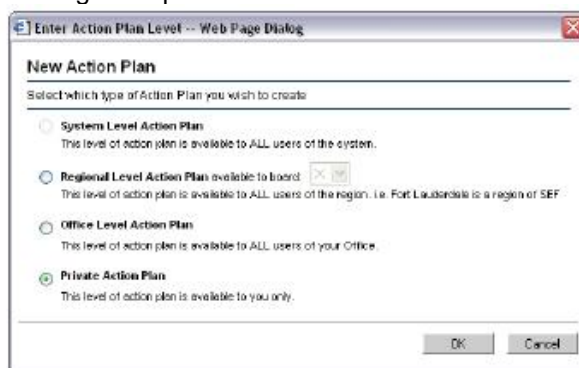 Enter Action Plan Level -- Web Page Dialog
New Action Plan
Select which type of Action Plan you wish to create
System Level Action Plan
This level of action plan is available to ALL users of the system.
Regional Level Action Plan available to board:
This level of action plan is available to ALL users of the region. i.e. Fort Lauderdale is a region of SEF
Office Level Action Plan
This level of action plan is available to ALL users of your Office.
Private Action Plan
This level of action plan is available to you only.
OK Cancel